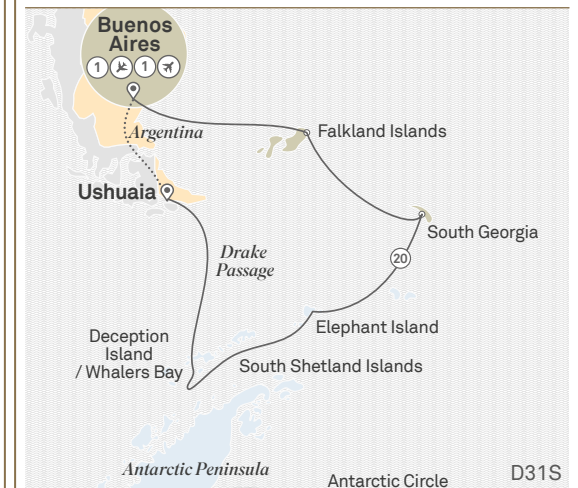 Buenos
Aires
1 1
Argentina
Falkland Islands
Ushuaia
South Georgia
Drake
Passage
20
Elephant Island
Deception
Island
/ Whalers Bay
South Shetland Islands
Antarctic Peninsula
Antarctic Circle
D31S